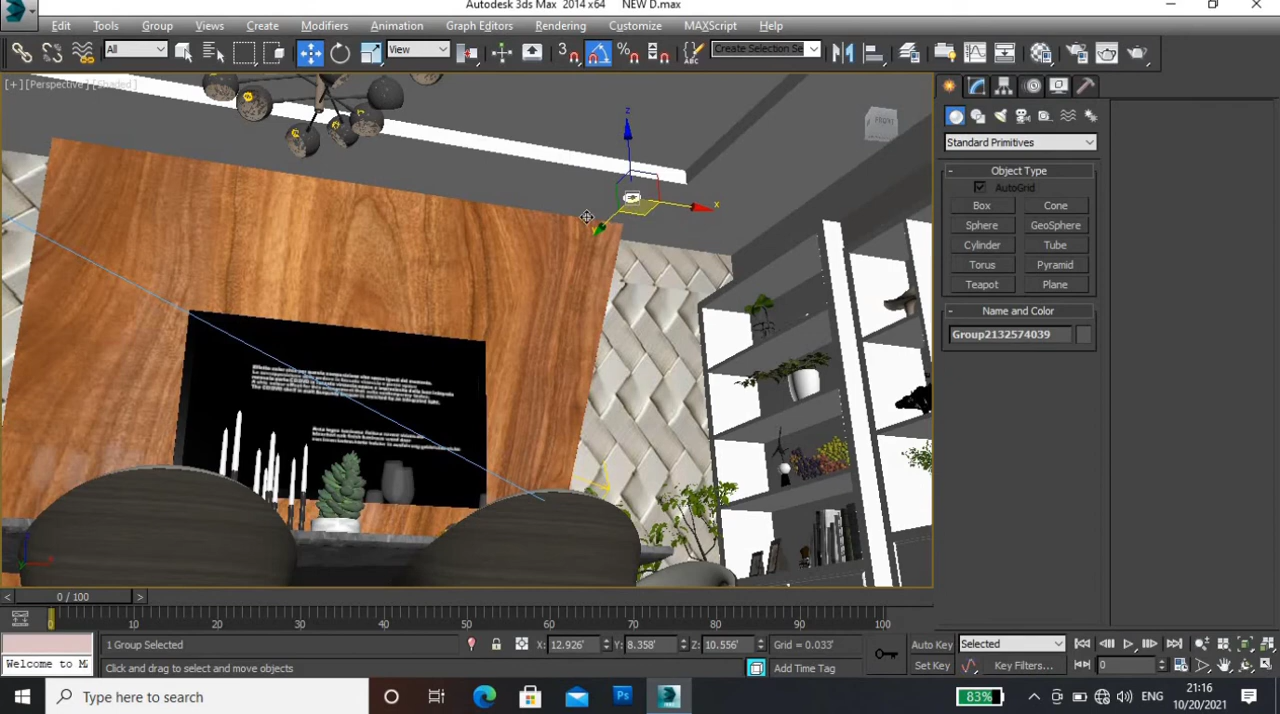 Autodesk 3ds Max 2014 x64 NEW D.max
Edit Tools Group Views Create Modifiers Animation Graph Editors Rendering Customize MAXScript Help
All View 3 Create Selection Se
[+] [Perspective] [Shaded]
FRONT
z
x
Standard Primitives
- Object Type
AutoGrid
Box Cone
Sphere GeoSphere
Cylinder Tube
Torus Pyramid
Teapot Plane
- Name and Color
Group2132574039
< 0 / 100 >
0 10 20 30 40 50 60 70 80 90 100
1 Group Selected X: 12.926' Y: 8.358' Z: 10.556' Grid = 0.033' Auto Key Selected
Welcome to M Click and drag to select and move objects Add Time Tag Set Key Key Filters... 0
Type here to search 83% ENG 21:16
10/20/2021